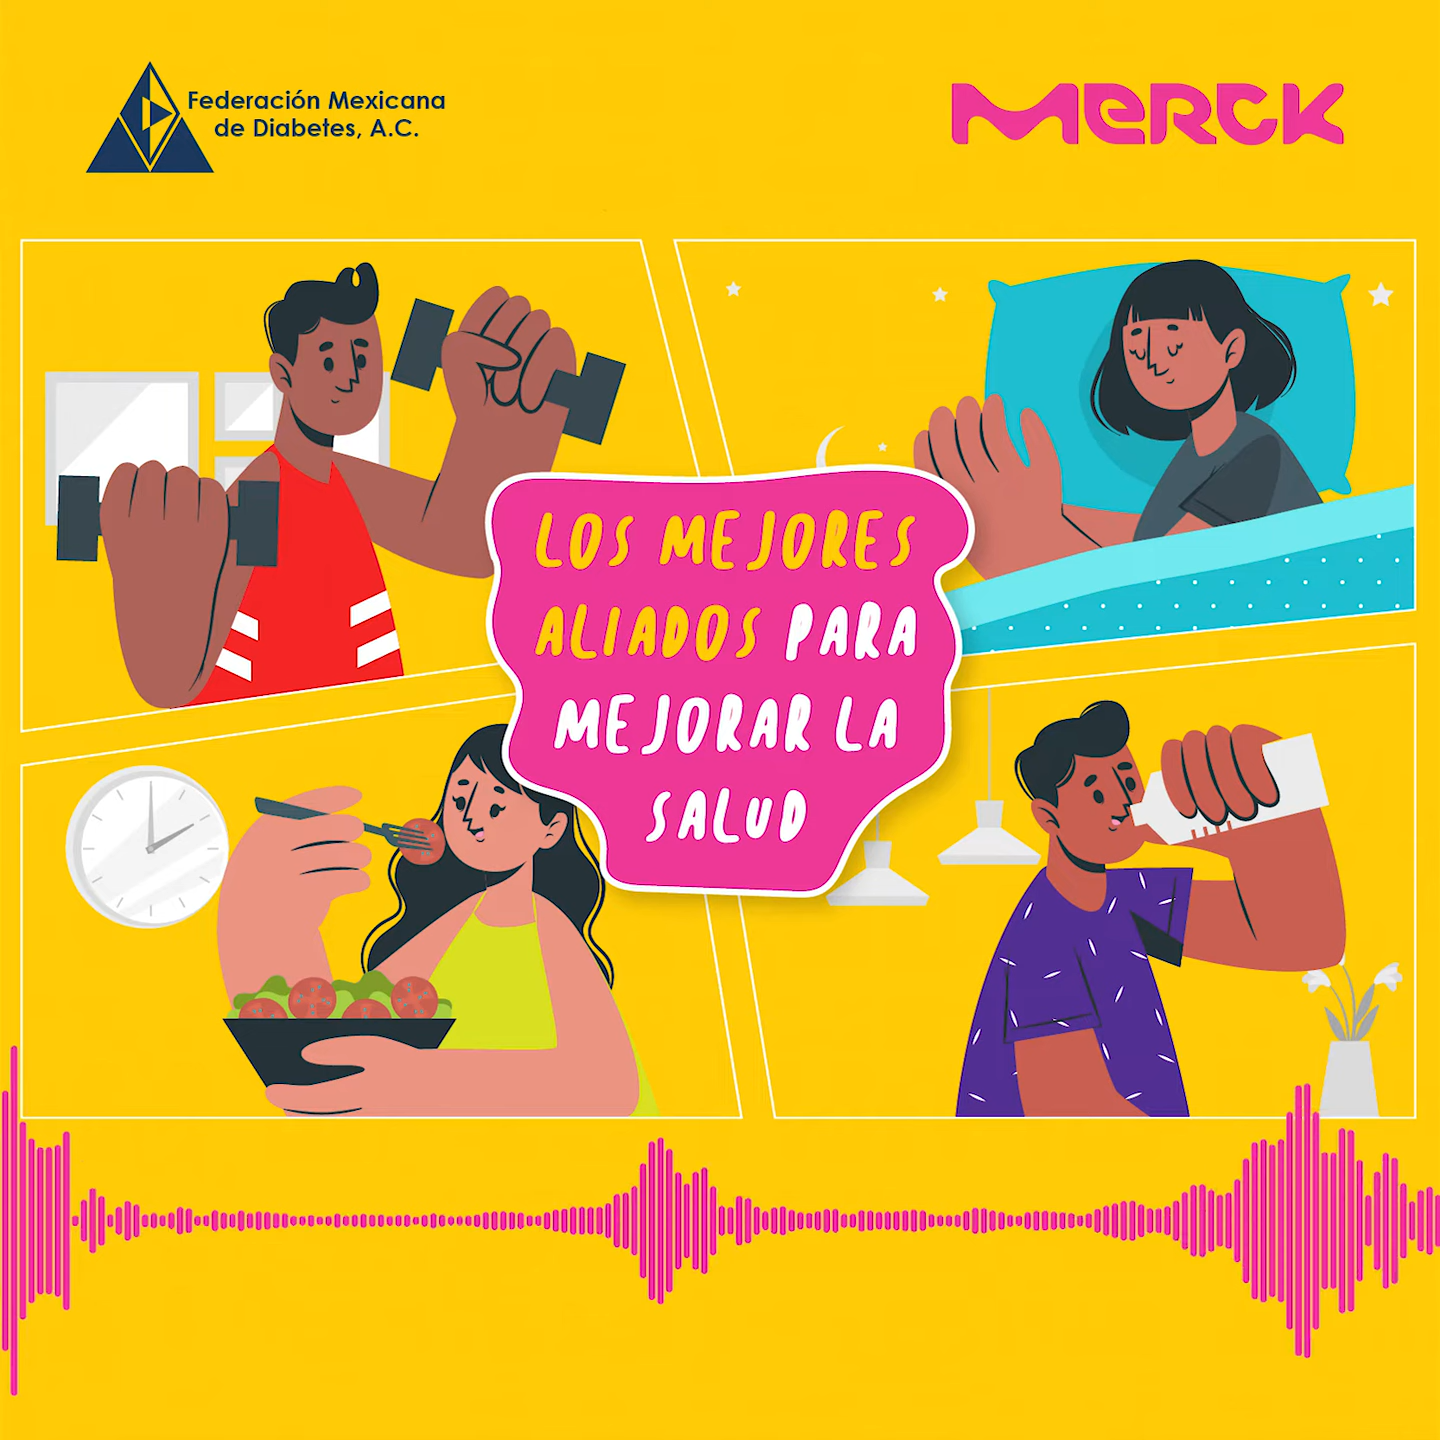 Federación Mexicana
de Diabetes, A.C.
MERCK
LOS MEJORES
ALIADOS PARA
MEJORAR LA
SALUD